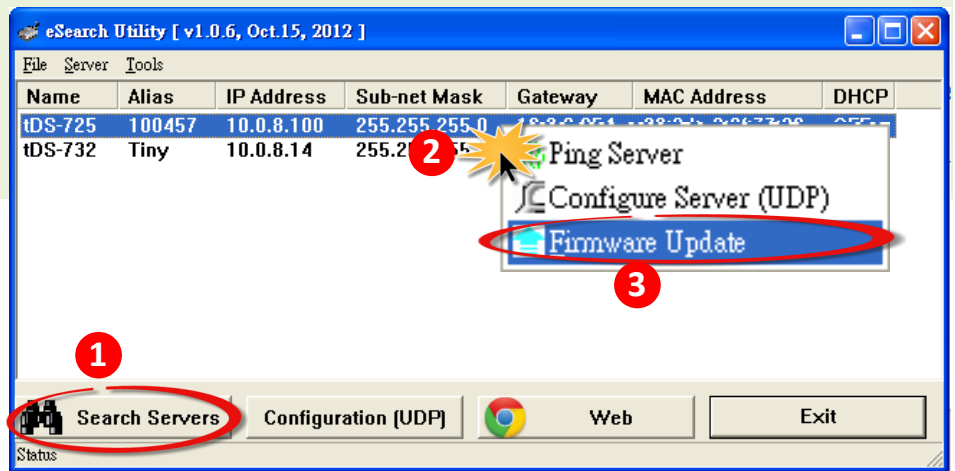 eSearch Utility [ v1.0.6, Oct.15, 2012 ]
File Server Tools
Name Alias IP Address Sub-net Mask Gateway MAC Address DHCP
tDS-725 100457 10.0.8.100 255.255.255.0
tDS-732 Tiny 10.0.8.14
2
Ping Server
Configure Server (UDP)
Firmware Update
3
1
Search Servers Configuration (UDP) Web Exit
Status